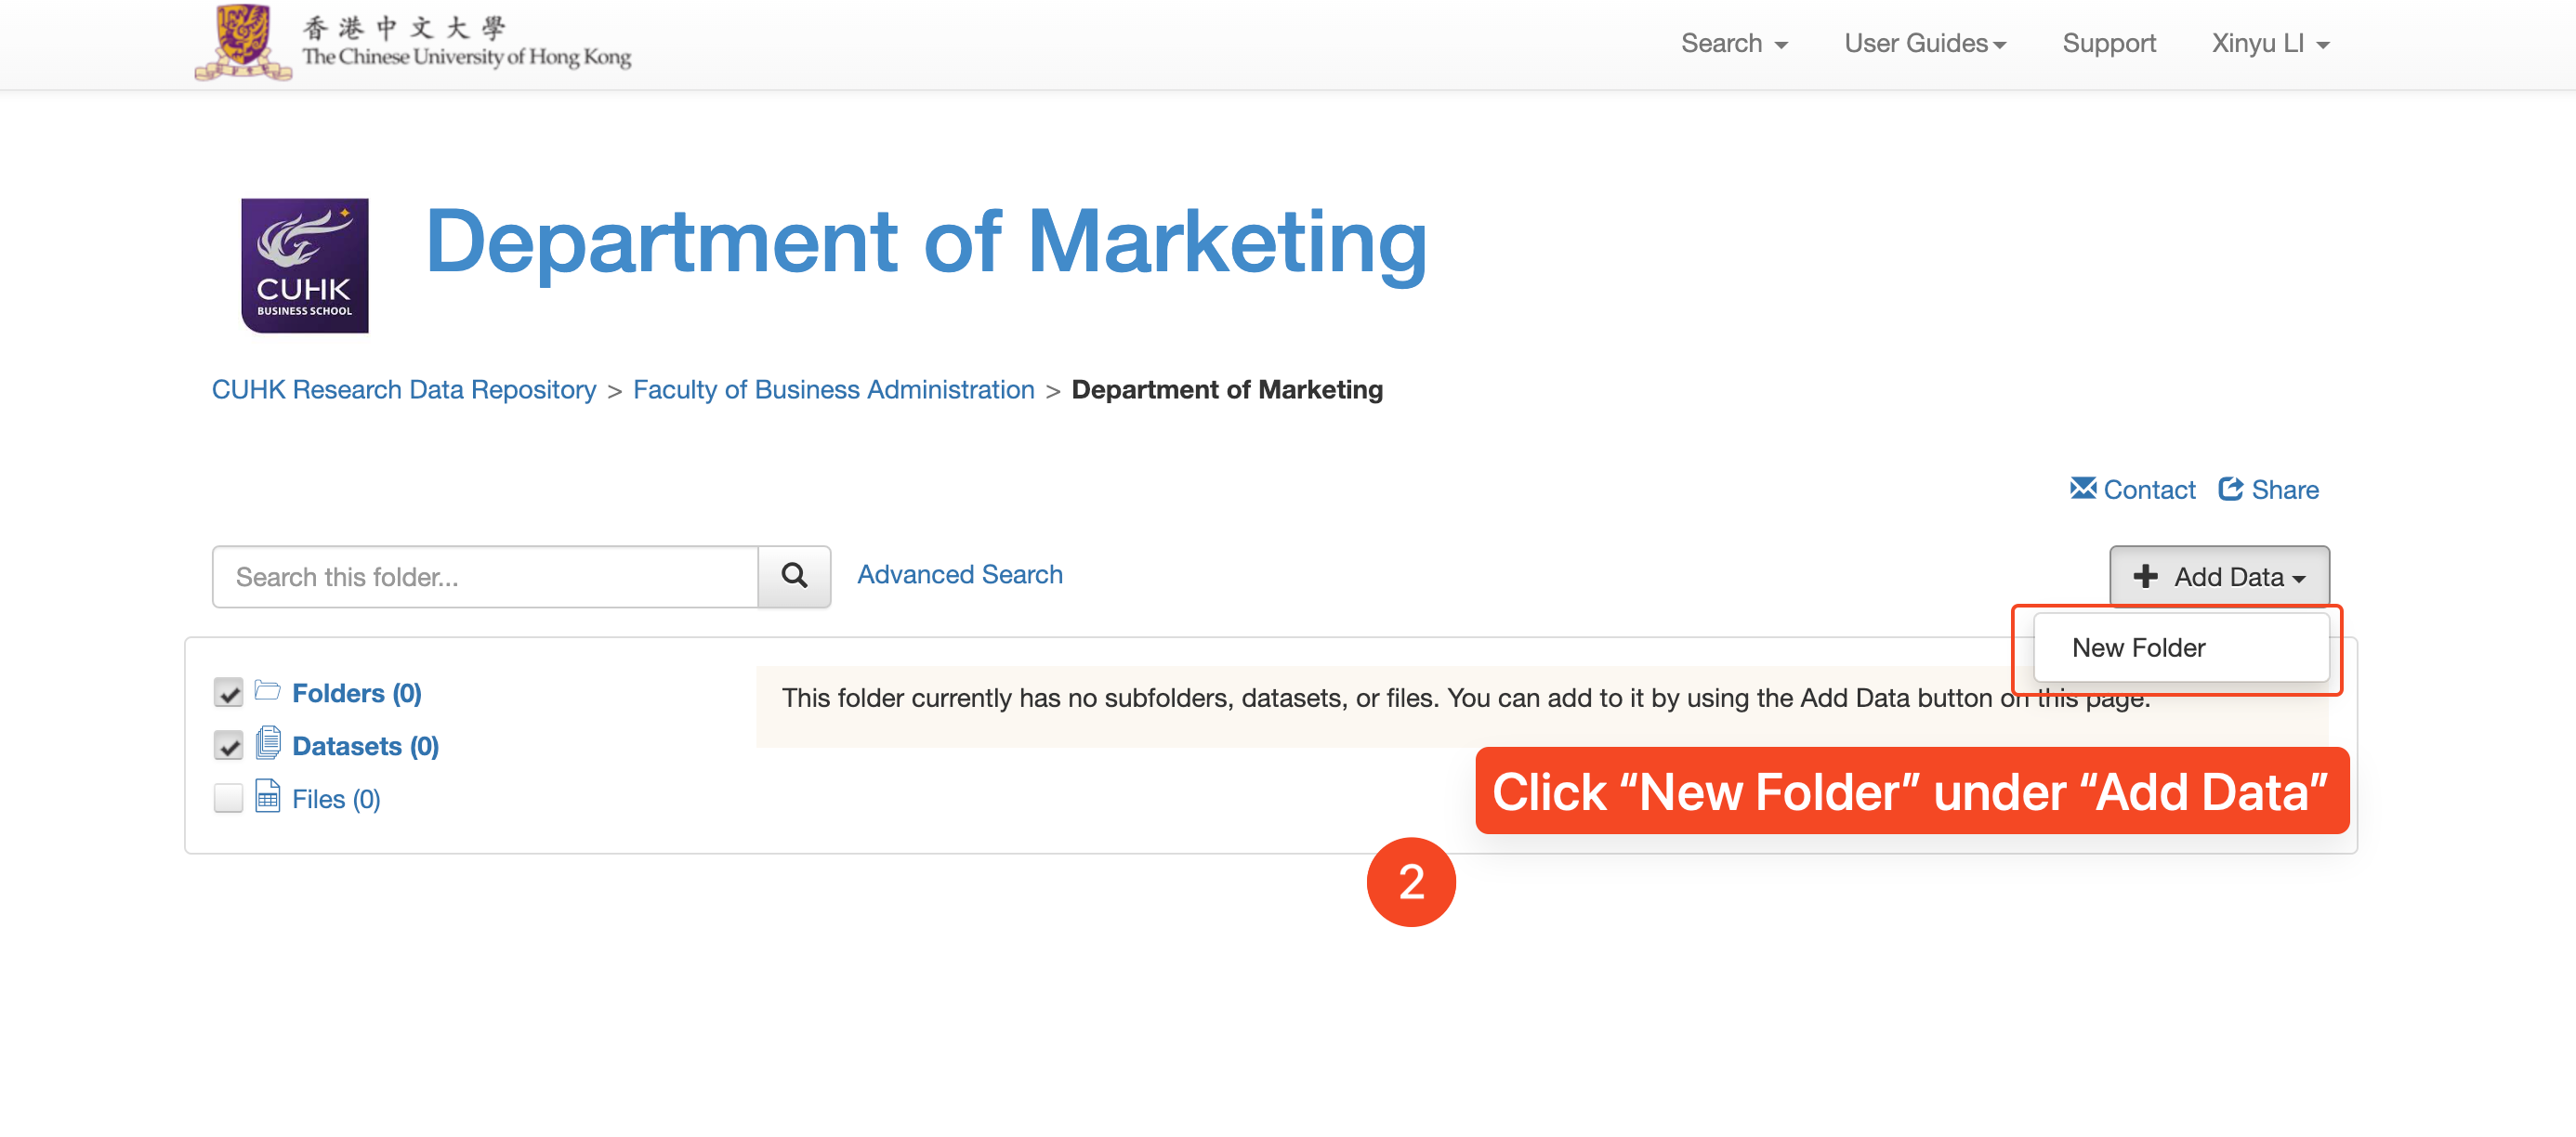 香港中文大學
The Chinese University of Hong Kong
Search
User Guides
Support
Xinyu LI
CUHK
BUSINESS SCHOOL
Department of Marketing
CUHK Research Data Repository > Faculty of Business Administration > Department of Marketing
Contact
Share
Search this folder...
Advanced Search
Add Data
New Folder
Folders (0)
Datasets (0)
Files (0)
This folder currently has no subfolders, datasets, or files. You can add to it by using the Add Data button on this page.
Click “New Folder” under “Add Data”
2